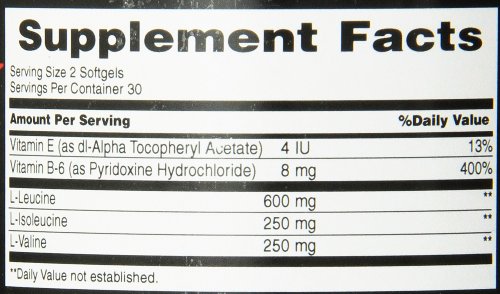 Supplement Facts
Serving Size 2 Softgels
Servings Per Container 30
Amount Per Serving %Daily Value
Vitamin E (as dl-Alpha Tocopheryl Acetate) 4 IU 13%
Vitamin B-6 (as Pyridoxine Hydrochloride) 8 mg 400%
L-Leucine 600 mg **
L-Isoleucine 250 mg **
L-Valine 250 mg **
**Daily Value not established.